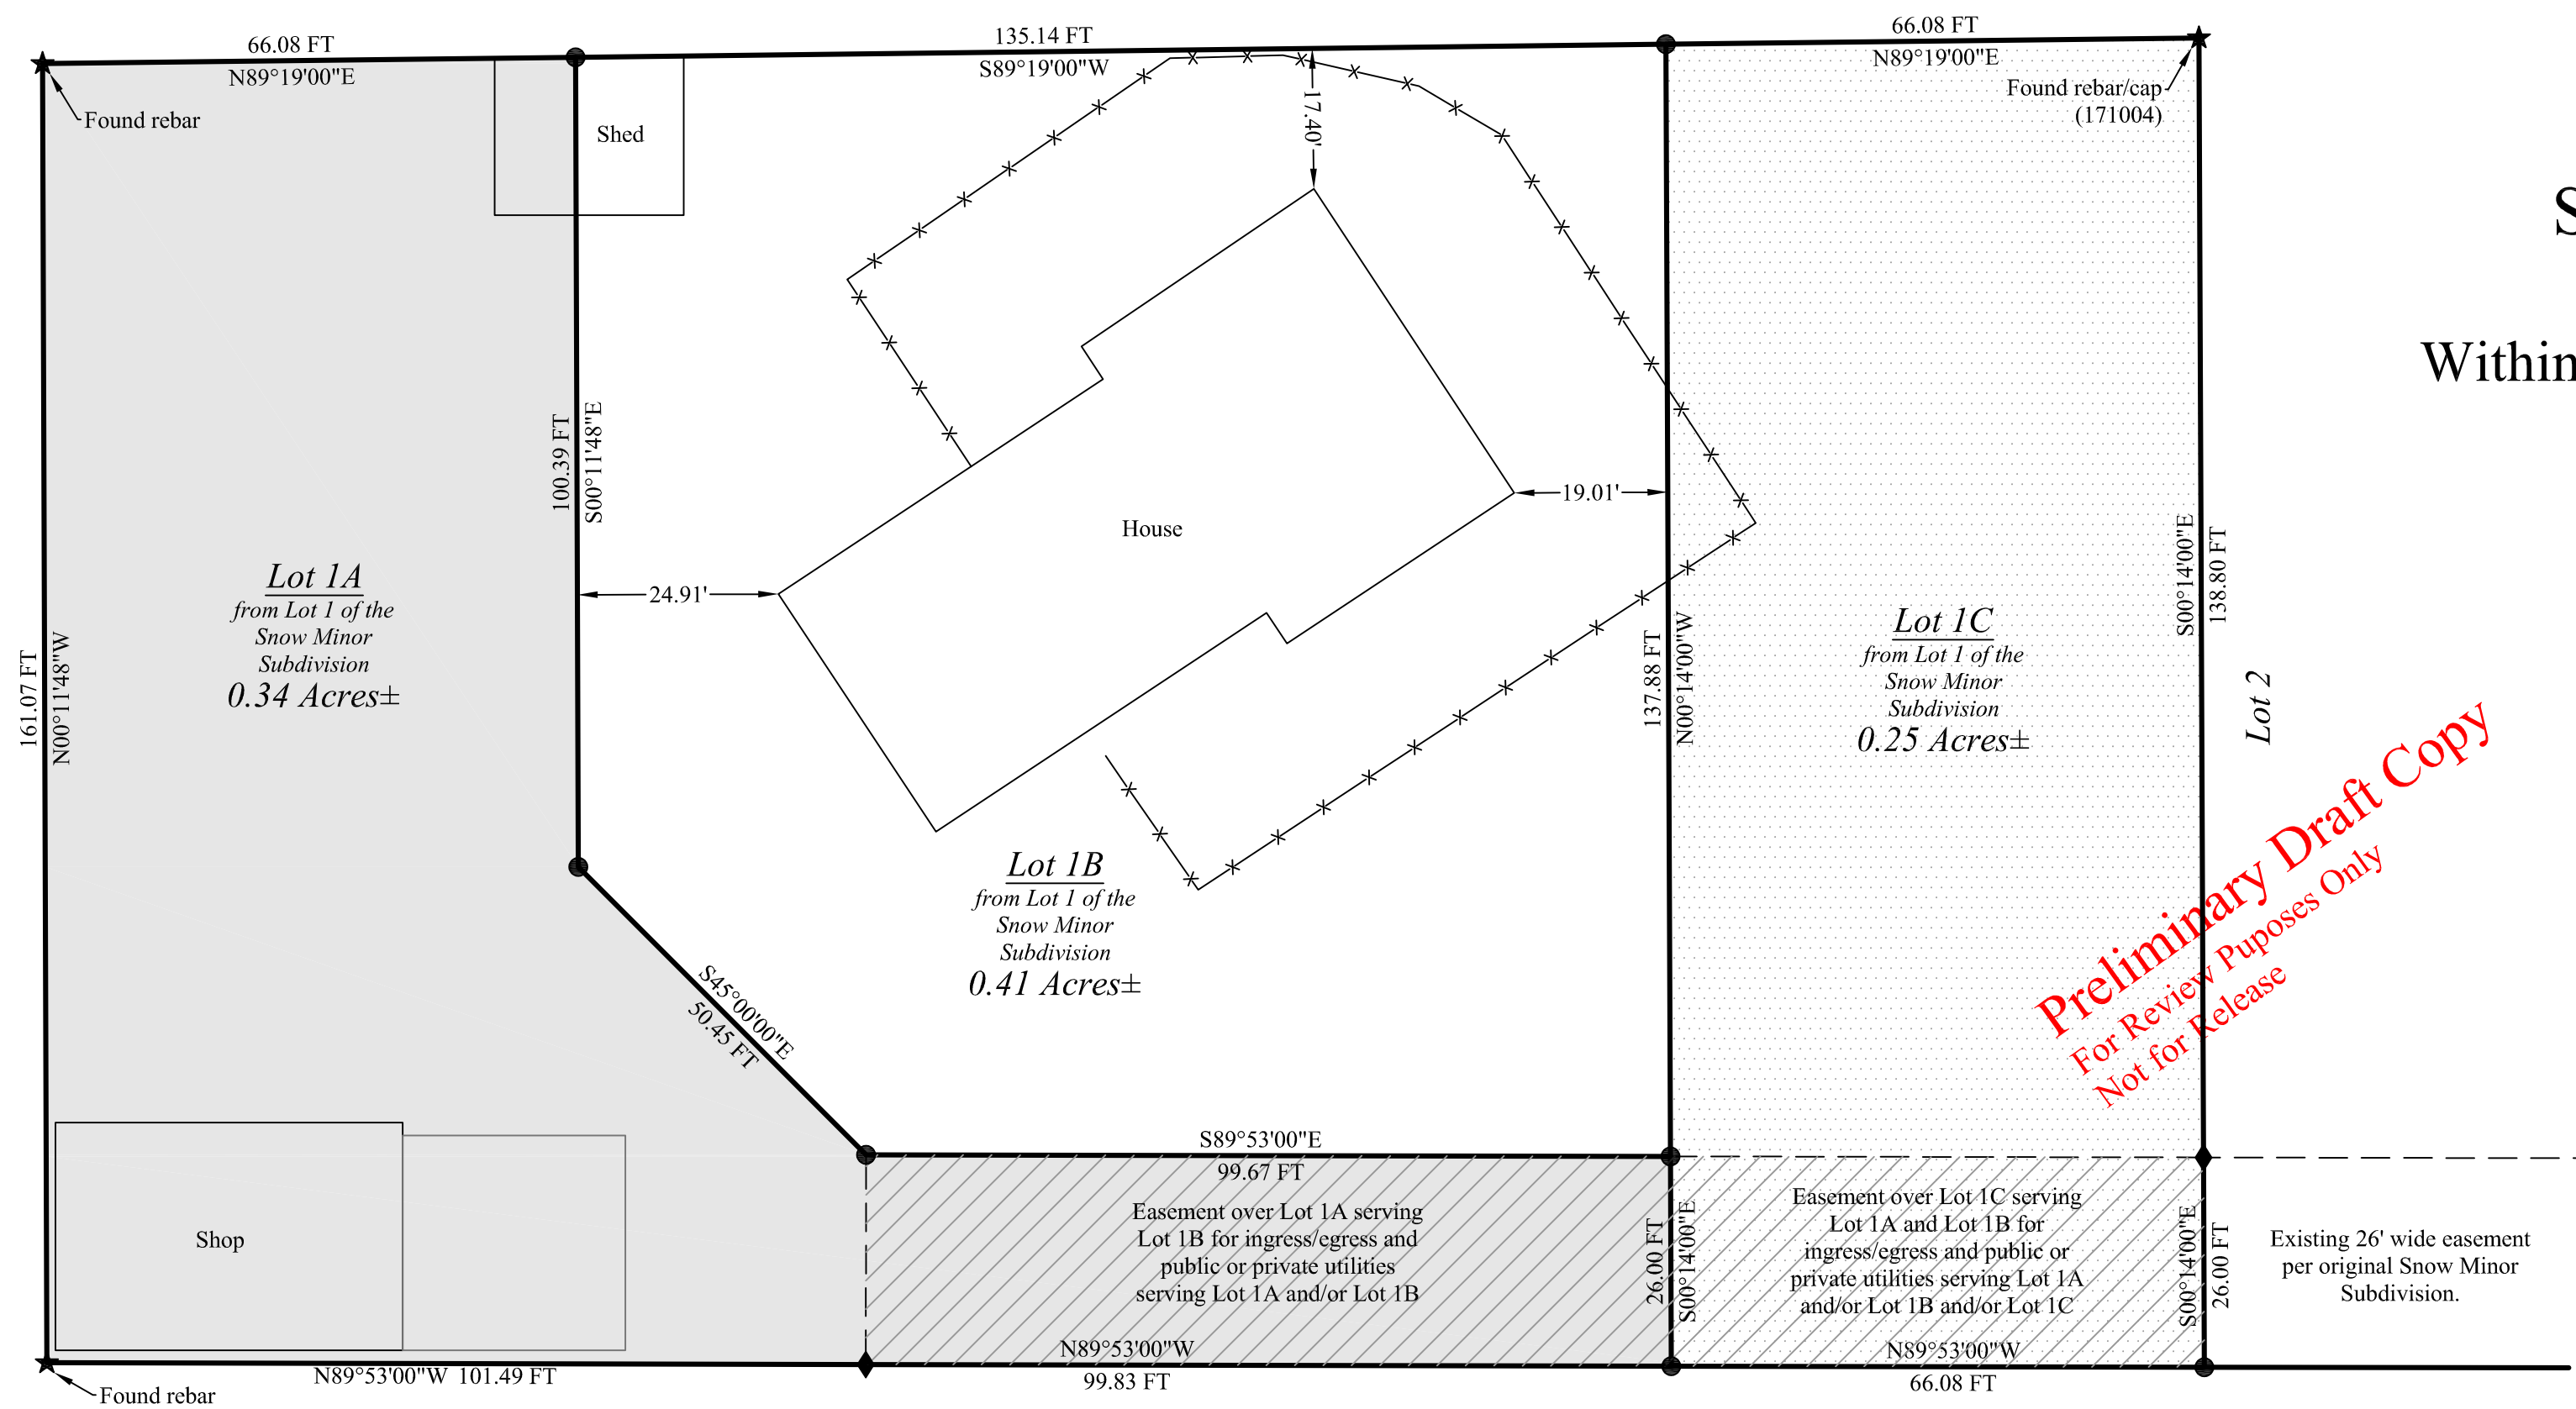 66.08 FT
N89°19'00"E
135.14 FT
S89°19'00"W
66.08 FT
N89°19'00"E
Found rebar
Shed
17.40'
Found rebar/cap
(171004)
S
Within
100.39 FT
S00°11'48"E
House
19.01'
24.91'
Lot 1A
from Lot 1 of the
Snow Minor
Subdivision
0.34 Acres±
161.07 FT
N00°11'48"W
137.88 FT
N00°14'00"W
Lot 1C
from Lot 1 of the
Snow Minor
Subdivision
0.25 Acres±
S00°14'00"E
138.80 FT
Lot 2
Lot 1B
from Lot 1 of the
Snow Minor
Subdivision
0.41 Acres±
Preliminary Draft Copy
For Review Puposes Only
Not for Release
S45°00'00"E
50.45 FT
S89°53'00"E
99.67 FT
Shop
Easement over Lot 1A serving
Lot 1B for ingress/egress and
public or private utilities
serving Lot 1A and/or Lot 1B
26.00 FT
S00°14'00"E
Easement over Lot 1C serving
Lot 1A and Lot 1B for
ingress/egress and public or
private utilities serving Lot 1A
and/or Lot 1B and/or Lot 1C
S00°14'00"E
26.00 FT
Existing 26' wide easement
per original Snow Minor
Subdivision.
N89°53'00"W 101.49 FT
N89°53'00"W
99.83 FT
N89°53'00"W
66.08 FT
Found rebar